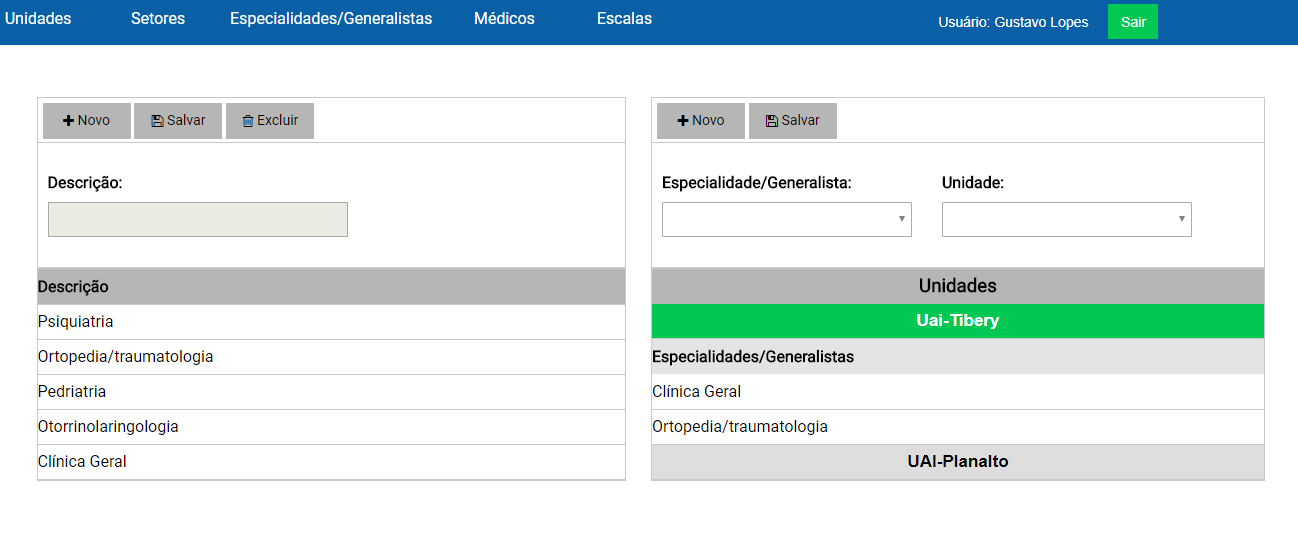 Unidades Setores Especialidades/Generalistas Médicos Escalas Usuário: Gustavo Lopes Sair
Novo Salvar Excluir
Descrição:
Descrição
Psiquiatria
Ortopedia/traumatologia
Pedriatria
Otorrinolaringologia
Clínica Geral
Novo Salvar
Especialidade/Generalista: Unidade:
Unidades
Uai-Tibery
Especialidades/Generalistas
Clínica Geral
Ortopedia/traumatologia
UAI-Planalto